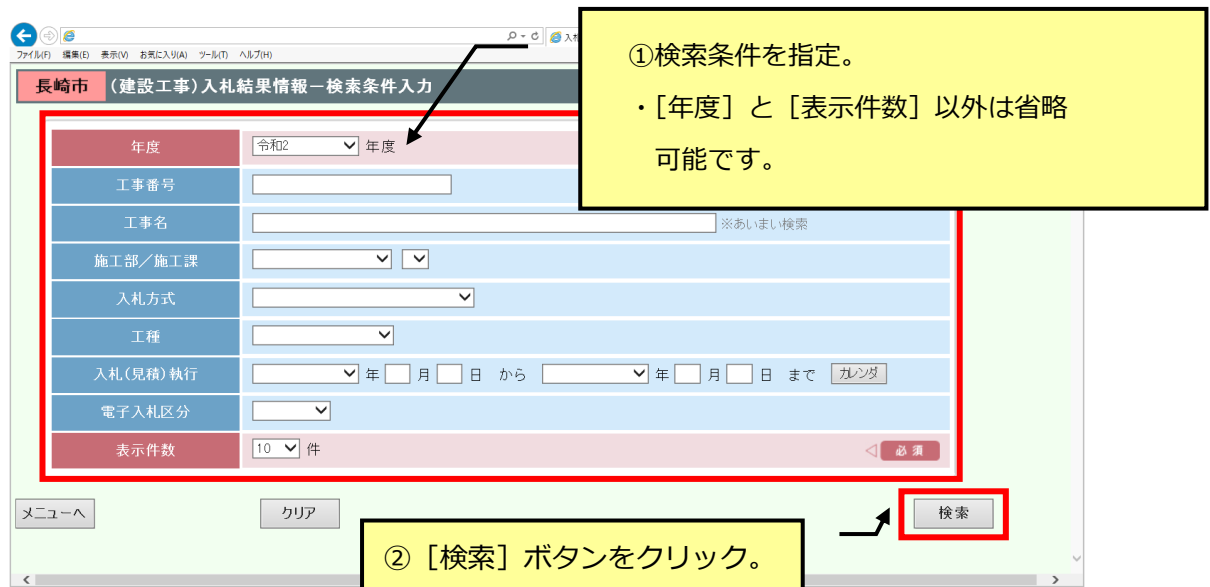 ファイル(F) 編集(E) 表示(V) お気に入り(A) ツール(T) ヘルプ(H)
長崎市 (建設工事)入札結果情報－検索条件入力
①検索条件を指定。
・［年度］と［表示件数］以外は省略
可能です。
年度 令和2 年度
工事番号
工事名 ※あいまい検索
施工部／施工課
入札方式
工種
入札(見積)執行 年 月 日 から 年 月 日 まで カレンダ
電子入札区分
表示件数 10 件 必須
メニューへ クリア 検索
②［検索］ボタンをクリック。